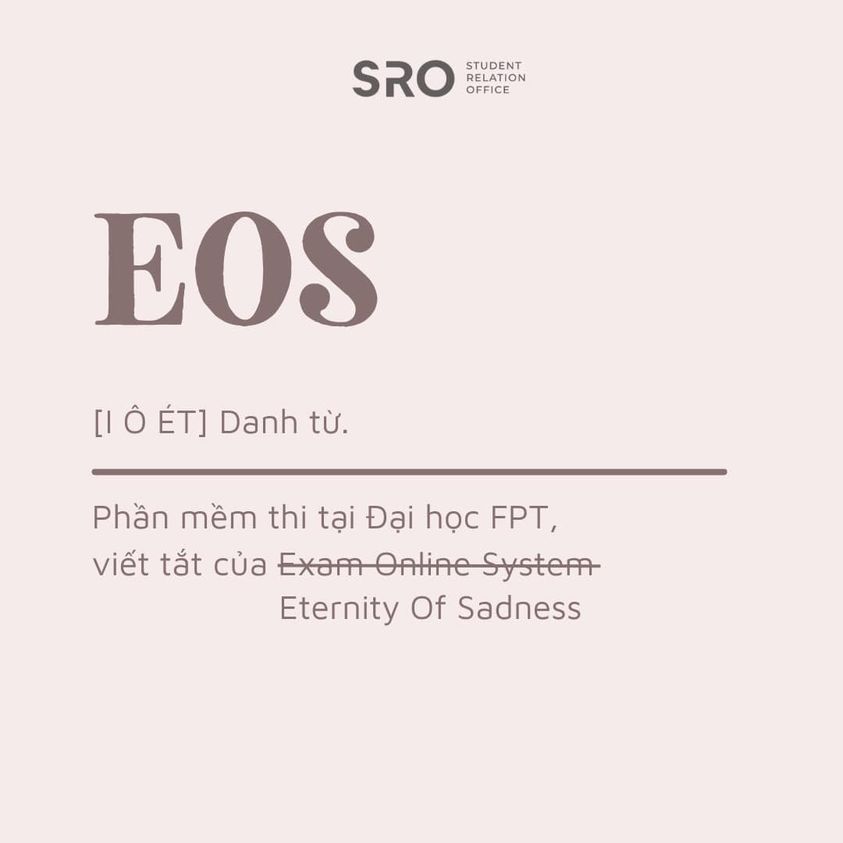 SRO STUDENT
RELATION
OFFICE
EOS
[I Ô ÉT] Danh từ.
Phần mềm thi tại Đại học FPT,
viết tắt của Exam Online System
Eternity Of Sadness